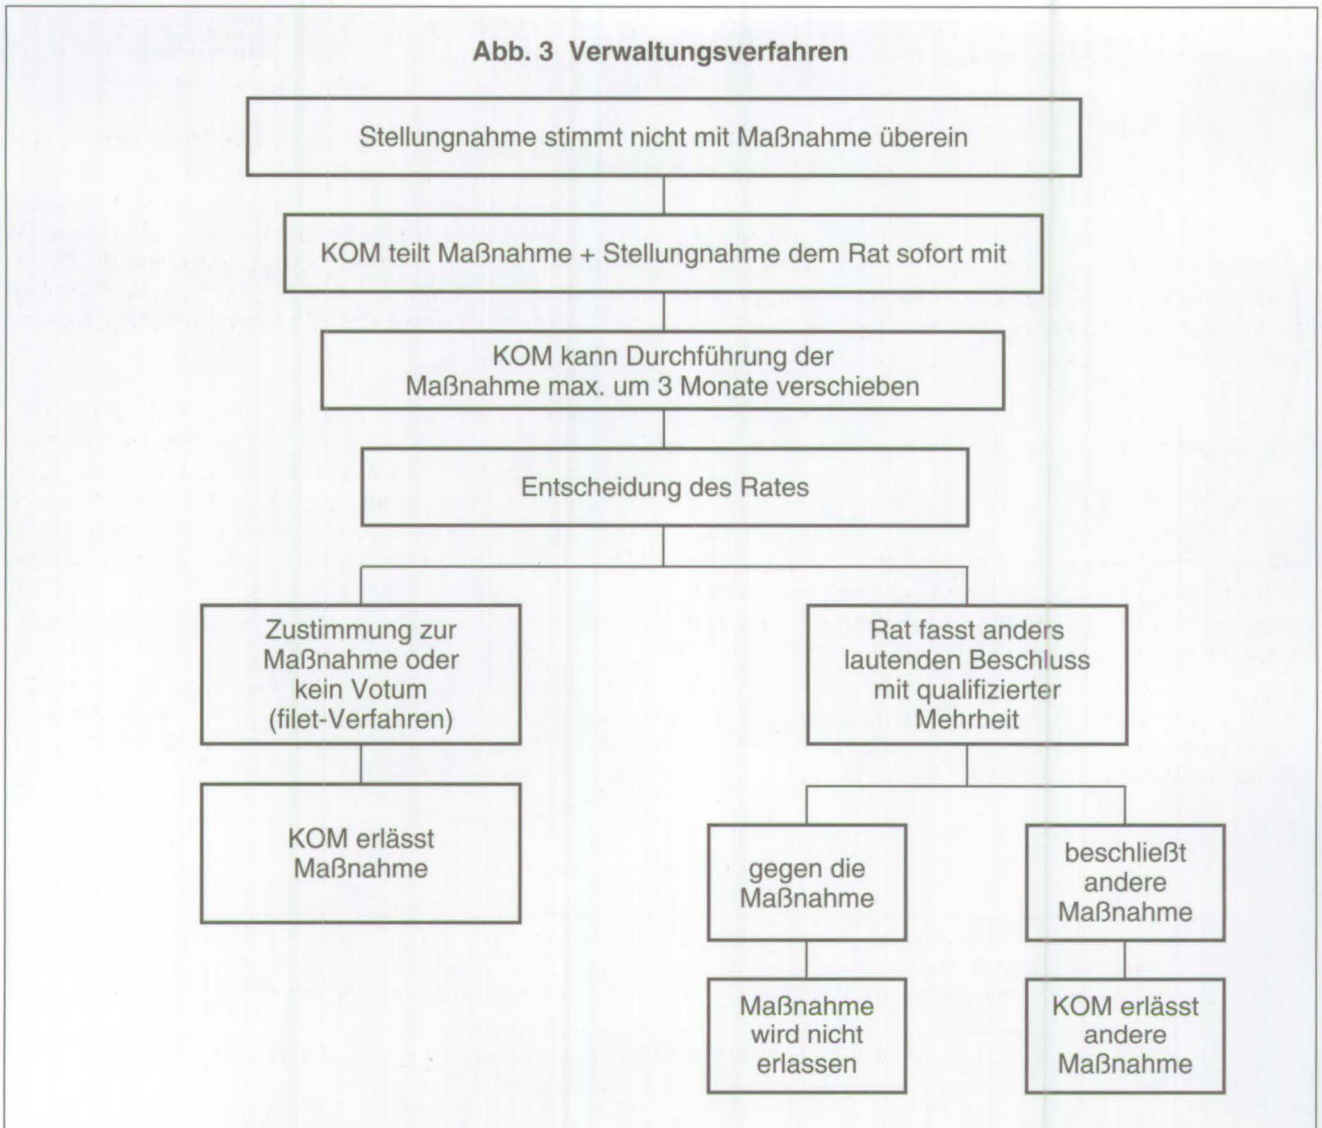 Abb. 3 Verwaltungsverfahren
Stellungnahme stimmt nicht mit Maßnahme überein
KOM teilt Maßnahme + Stellungnahme dem Rat sofort mit
KOM kann Durchführung der
Maßnahme max. um 3 Monate verschieben
Entscheidung des Rates
Zustimmung zur
Maßnahme oder
kein Votum
(filet-Verfahren)
KOM erlässt
Maßnahme
Rat fasst anders
lautenden Beschluss
mit qualifizierter
Mehrheit
gegen die
Maßnahme
Maßnahme
wird nicht
erlassen
beschließt
andere
Maßnahme
KOM erlässt
andere
Maßnahme